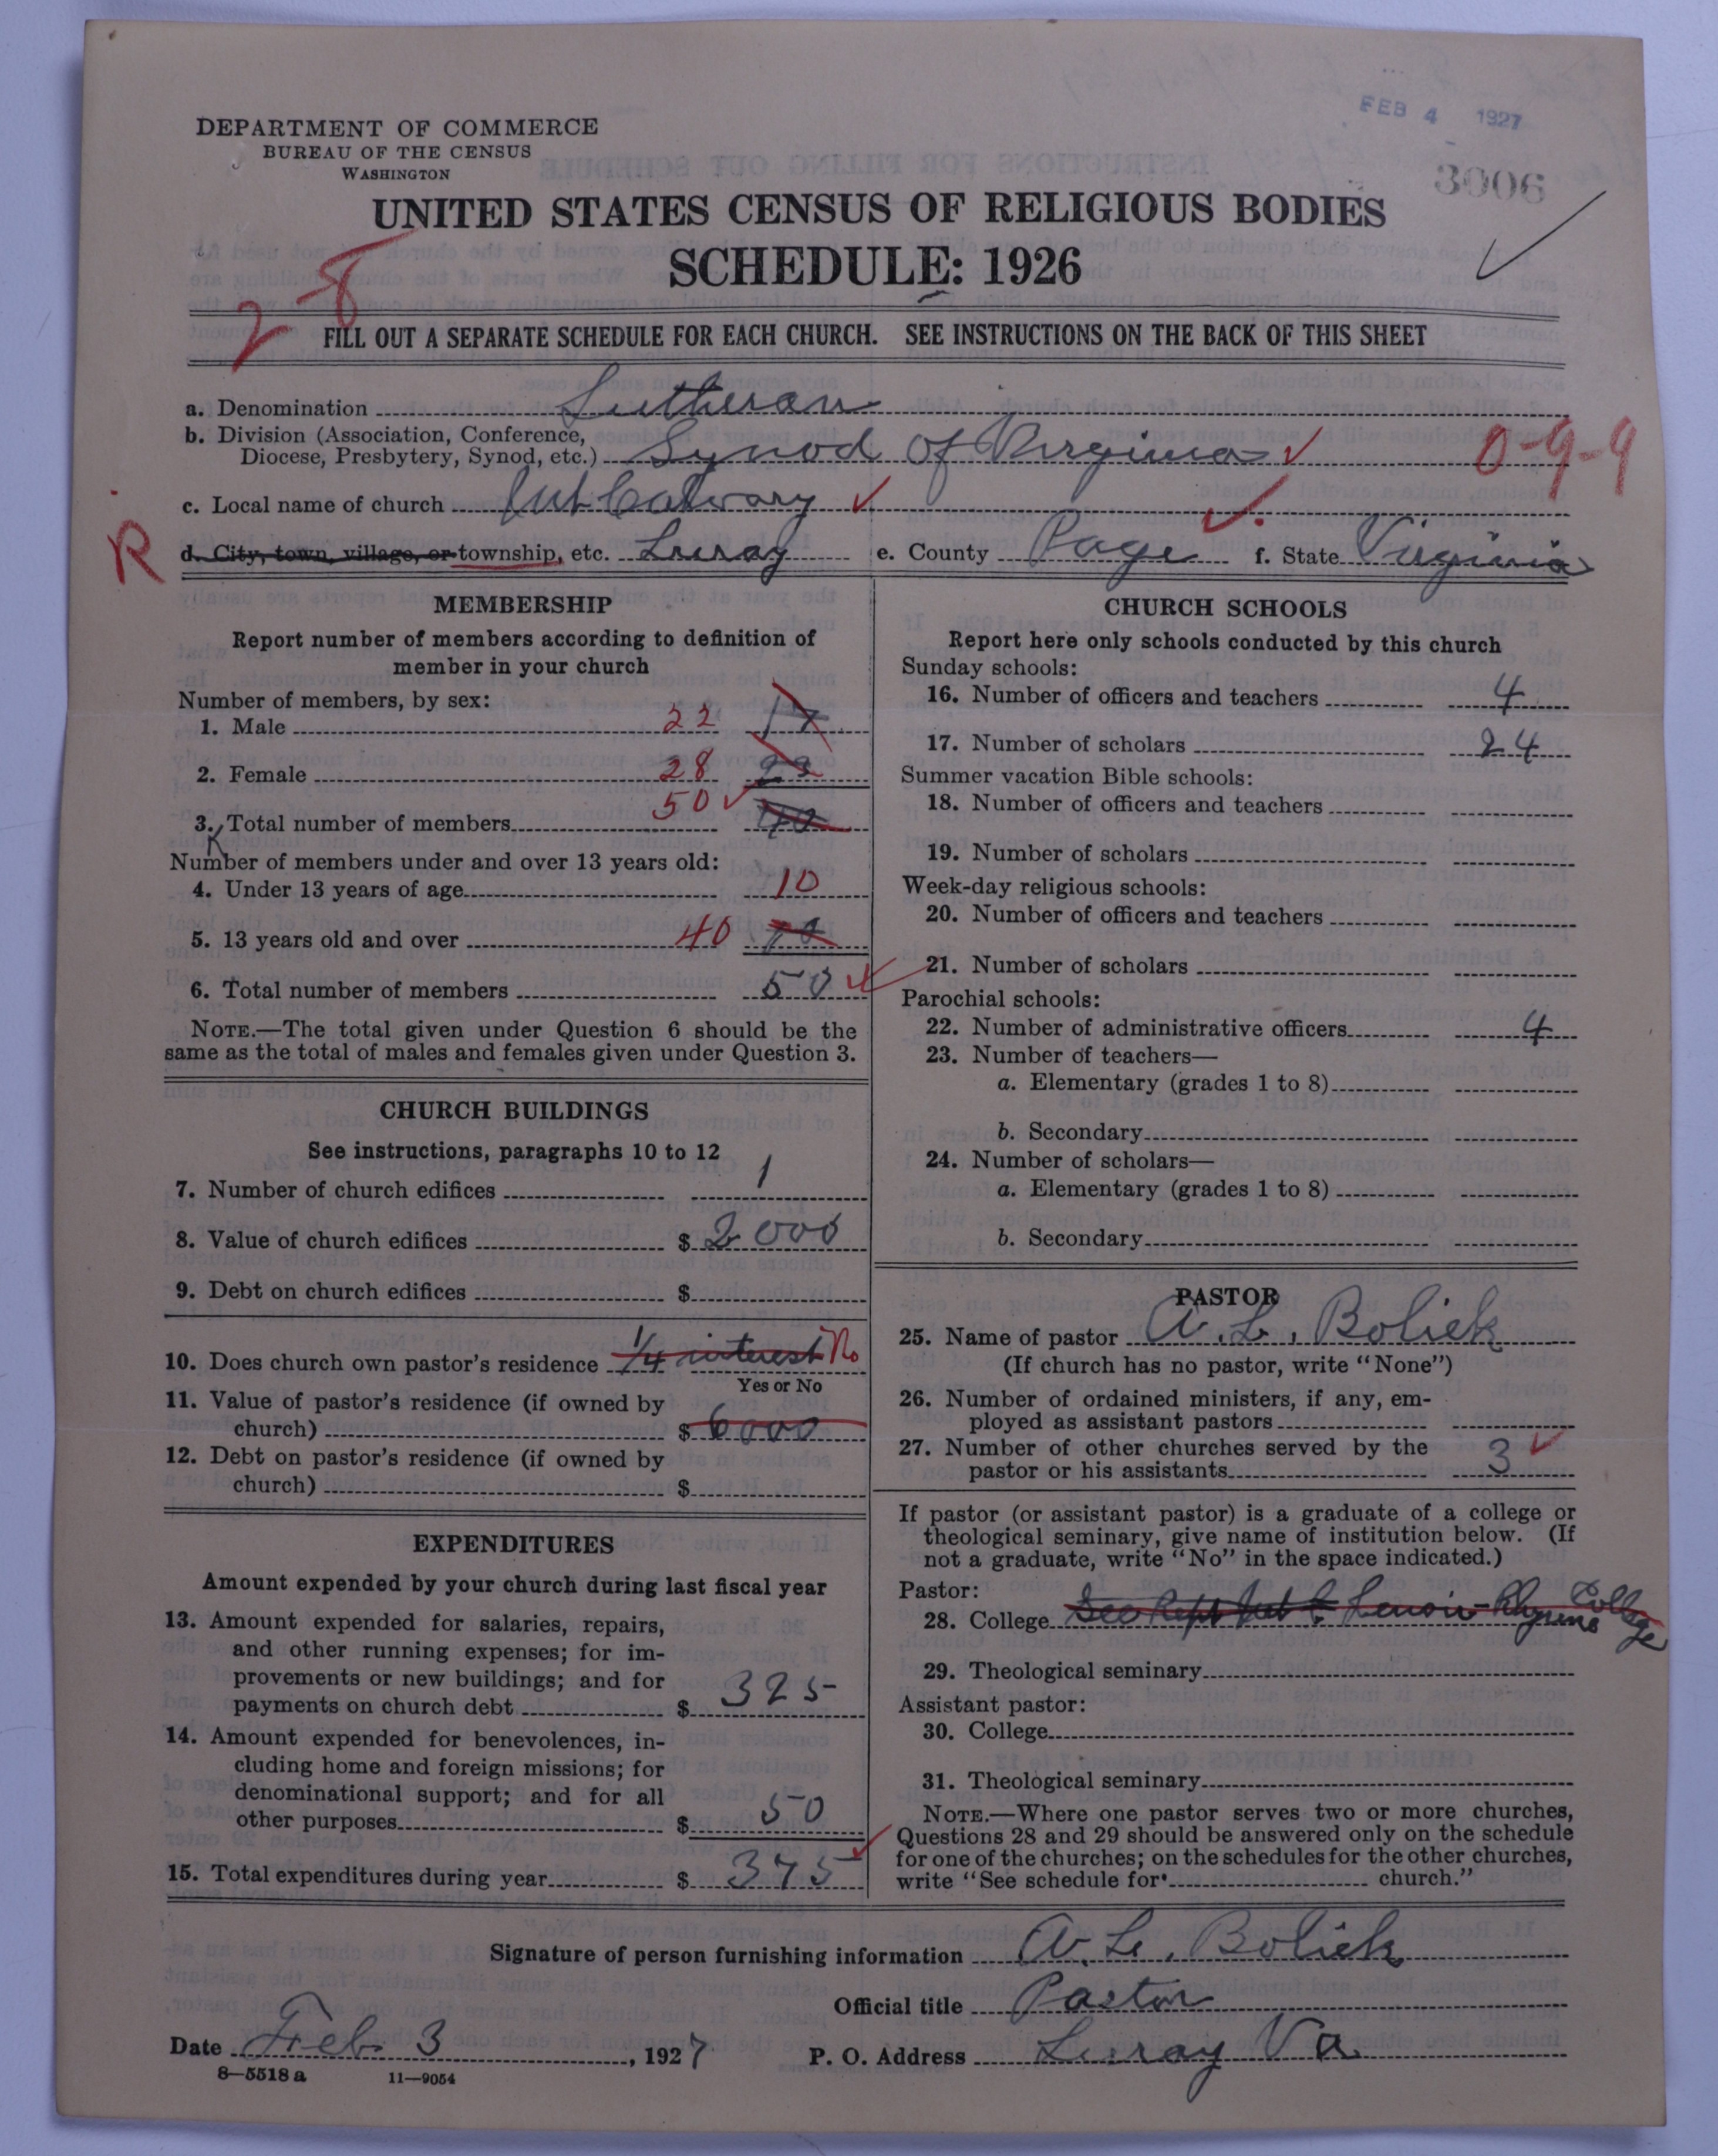 FEB 4 1927
3006
DEPARTMENT OF COMMERCE
BUREAU OF THE CENSUS
WASHINGTON
UNITED STATES CENSUS OF RELIGIOUS BODIES
SCHEDULE: 1926
2-8
FILL OUT A SEPARATE SCHEDULE FOR EACH CHURCH. SEE INSTRUCTIONS ON THE BACK OF THIS SHEET
a. Denomination Lutheran
b. Division (Association, Conference,
Diocese, Presbytery, Synod, etc.) Synod of Virginia 0-9-9
c. Local name of church Mt Calvary
R d. City, town, village, or township, etc. Luray e. County Page f. State Virginia
MEMBERSHIP
Report number of members according to definition of
member in your church
Number of members, by sex:
1. Male 22 17
2. Female 28 23
3. Total number of members 50 40
Number of members under and over 13 years old:
4. Under 13 years of age 10
5. 13 years old and over 40
6. Total number of members 50
NOTE.—The total given under Question 6 should be the
same as the total of males and females given under Question 3.
CHURCH BUILDINGS
See instructions, paragraphs 10 to 12
7. Number of church edifices 1
8. Value of church edifices $ 2000
9. Debt on church edifices $
10. Does church own pastor's residence 1/4 interest No
Yes or No
11. Value of pastor's residence (if owned by
church) $ 6000
12. Debt on pastor's residence (if owned by
church) $
EXPENDITURES
Amount expended by your church during last fiscal year
13. Amount expended for salaries, repairs,
and other running expenses; for im-
provements or new buildings; and for
payments on church debt $ 325
14. Amount expended for benevolences, in-
cluding home and foreign missions; for
denominational support; and for all
other purposes $ 50
15. Total expenditures during year $ 375
CHURCH SCHOOLS
Report here only schools conducted by this church
Sunday schools:
16. Number of officers and teachers 4
17. Number of scholars 24
Summer vacation Bible schools:
18. Number of officers and teachers
19. Number of scholars
Week-day religious schools:
20. Number of officers and teachers
21. Number of scholars
Parochial schools:
22. Number of administrative officers 4
23. Number of teachers—
a. Elementary (grades 1 to 8)
b. Secondary
24. Number of scholars—
a. Elementary (grades 1 to 8)
b. Secondary
PASTOR
25. Name of pastor A. L. Boliek
(If church has no pastor, write "None")
26. Number of ordained ministers, if any, em-
ployed as assistant pastors
27. Number of other churches served by the
pastor or his assistants 3
If pastor (or assistant pastor) is a graduate of a college or
theological seminary, give name of institution below. (If
not a graduate, write "No" in the space indicated.)
Pastor:
28. College See Rept Lenoir-Rhyne College
29. Theological seminary
Assistant pastor:
30. College
31. Theological seminary
NOTE.—Where one pastor serves two or more churches,
Questions 28 and 29 should be answered only on the schedule
for one of the churches; on the schedules for the other churches,
write "See schedule for church."
Signature of person furnishing information A. L. Boliek
Official title Pastor
Date Feb 3, 1927 P. O. Address Luray Va
8—5518 a 11—9054